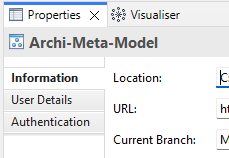 Properties Visualiser
Archi-Meta-Model
Information Location:
User Details URL:
Authentication
Current Branch: